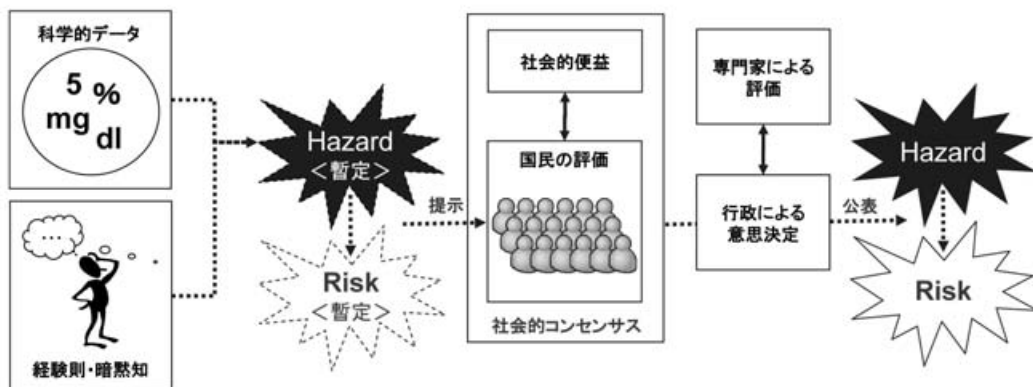 科学的データ
5 %
mg
dl
・・・
経験則・暗黙知
Hazard
＜暫定＞
Risk
＜暫定＞
提示
社会的便益
国民の評価
社会的コンセンサス
専門家による
評価
行政による
意思決定
公表
Hazard
Risk